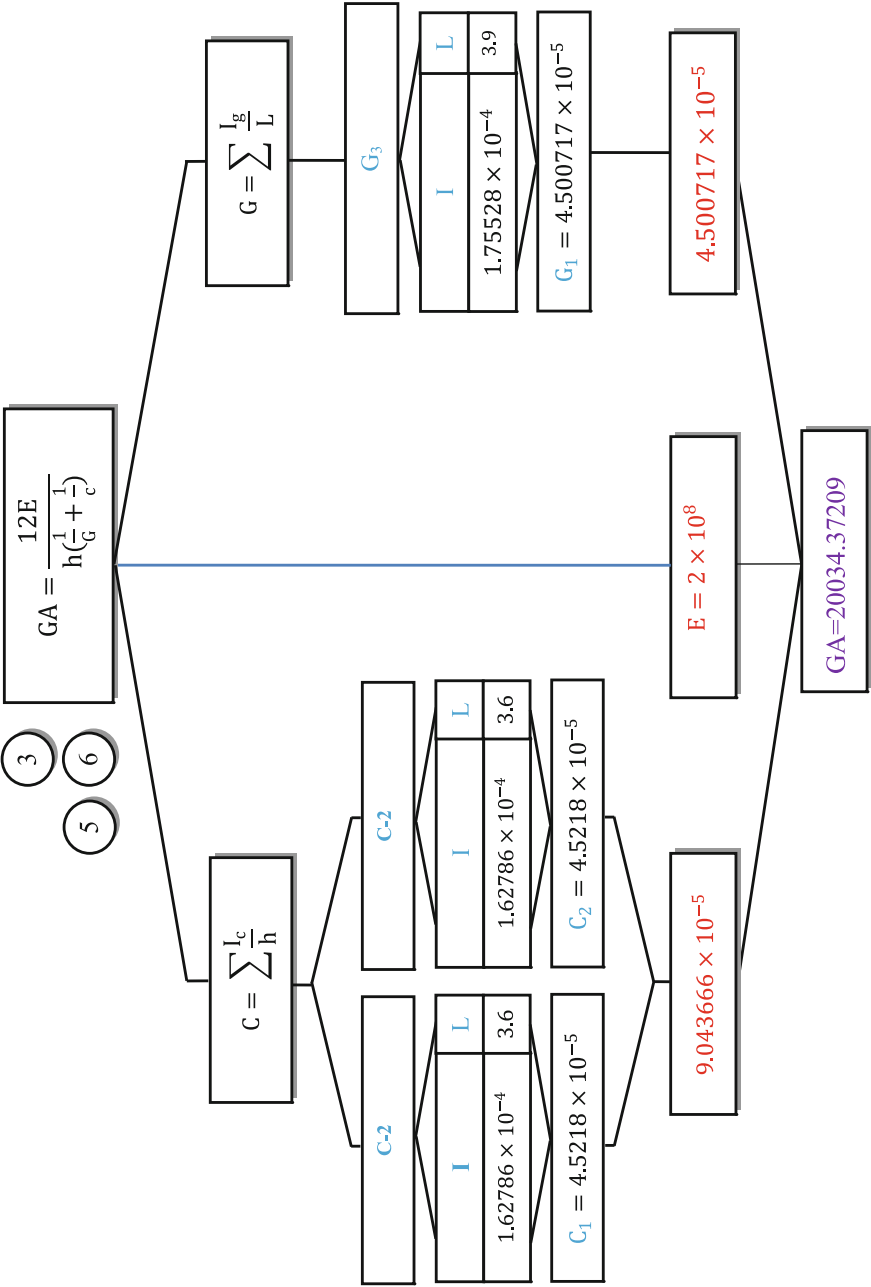 3
5 6
GA = 12E / h(1/G + 1/c)
C = ∑ I_c/h
G = ∑ I_g/L
C-2
C-2
G₃
I L
1.62786 × 10⁻⁴ 3.6
I L
1.62786 × 10⁻⁴ 3.6
I L
1.75528 × 10⁻⁴ 3.9
C₁ = 4.5218 × 10⁻⁵
C₂ = 4.5218 × 10⁻⁵
G₁ = 4.500717 × 10⁻⁵
9.043666 × 10⁻⁵
E = 2 × 10⁸
4.500717 × 10⁻⁵
GA=20034.37209